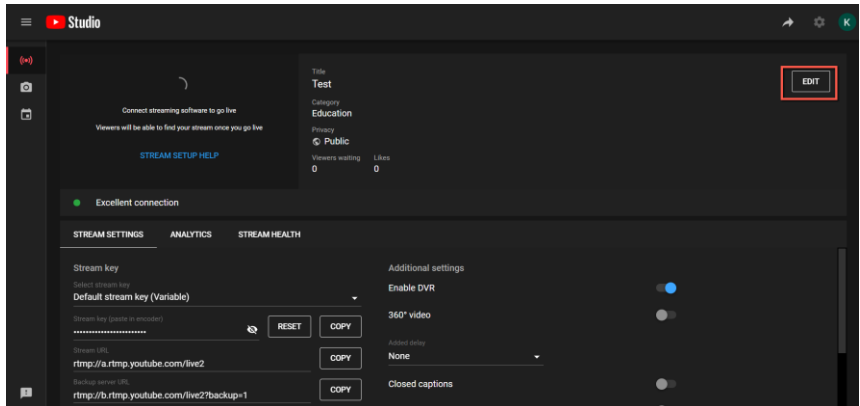 Studio
K
Connect streaming software to go live
Viewers will be able to find your stream once you go live
STREAM SETUP HELP
Title
Test
Category
Education
Privacy
Public
Viewers waiting Likes
0 0
EDIT
Excellent connection
STREAM SETTINGS ANALYTICS STREAM HEALTH
Stream key
Select stream key
Default stream key (Variable)
Stream key (paste in encoder)
••••••••••••••••••••••••
RESET COPY
Stream URL
rtmp://a.rtmp.youtube.com/live2
COPY
Backup server URL
rtmp://b.rtmp.youtube.com/live2?backup=1
COPY
Additional settings
Enable DVR
360° video
Added delay
None
Closed captions